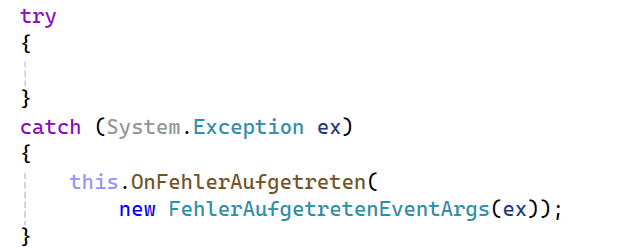 try
{
}
catch (System.Exception ex)
{
    this.OnFehlerAufgetreten(
        new FehlerAufgetretenEventArgs(ex));
}